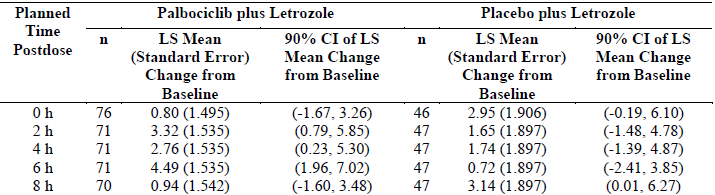 Planned Time Postdose Palbociclib plus Letrozole Placebo plus Letrozole
n LS Mean (Standard Error) Change from Baseline 90% CI of LS Mean Change from Baseline n LS Mean (Standard Error) Change from Baseline 90% CI of LS Mean Change from Baseline
0 h 76 0.80 (1.495) (-1.67, 3.26) 46 2.95 (1.906) (-0.19, 6.10)
2 h 71 3.32 (1.535) (0.79, 5.85) 47 1.65 (1.897) (-1.48, 4.78)
4 h 71 2.76 (1.535) (0.23, 5.30) 47 1.74 (1.897) (-1.39, 4.87)
6 h 71 4.49 (1.535) (1.96, 7.02) 47 0.72 (1.897) (-2.41, 3.85)
8 h 70 0.94 (1.542) (-1.60, 3.48) 47 3.14 (1.897) (0.01, 6.27)